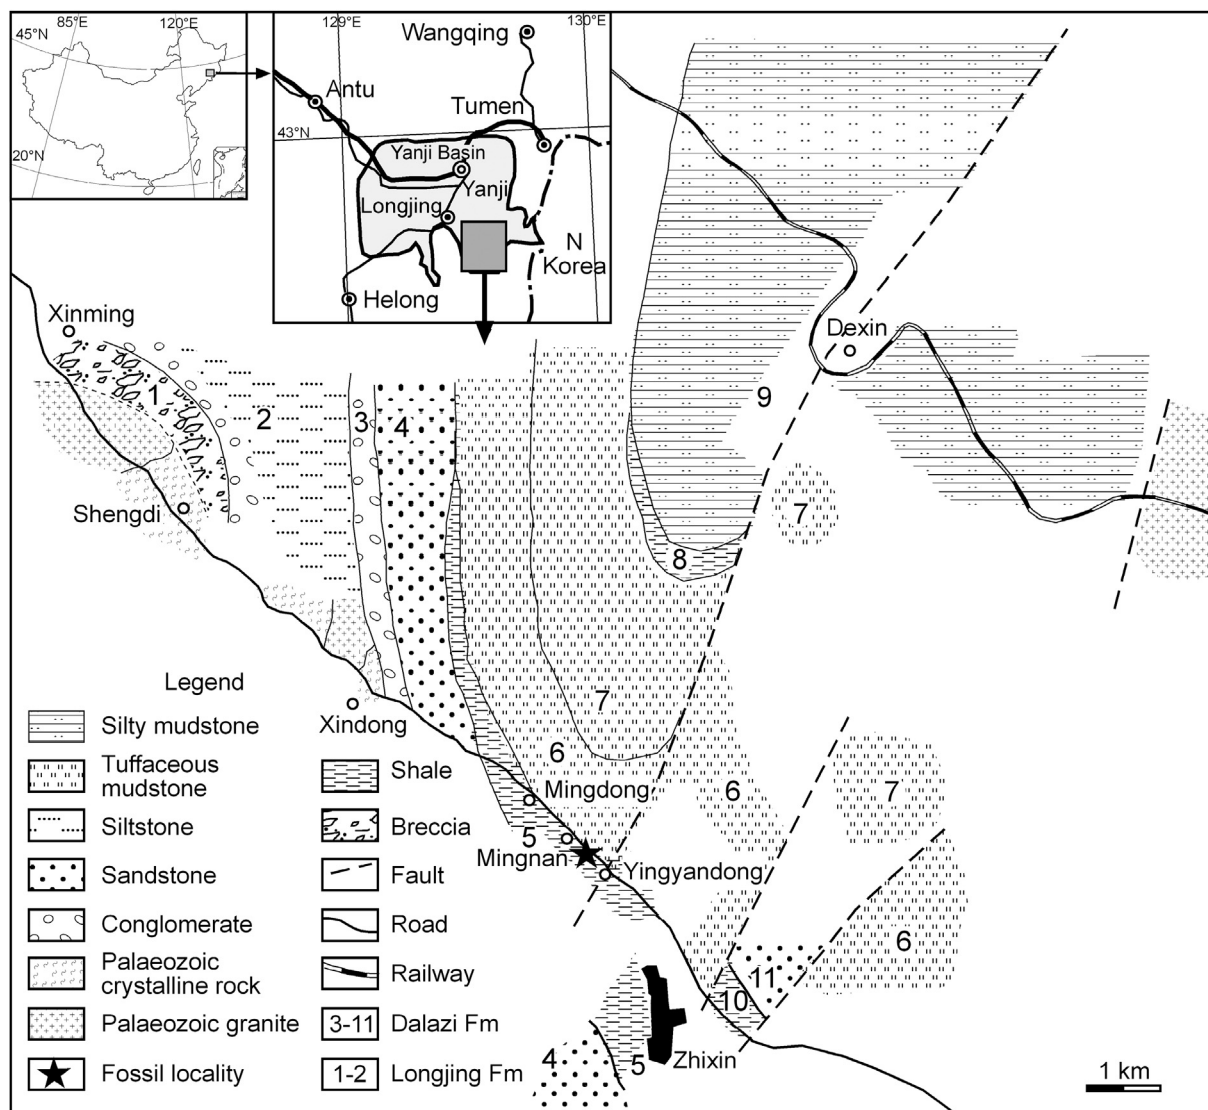 85°E
120°E
45°N
20°N
129°E
130°E
Wangqing
Antu
Tumen
43°N
Yanji Basin
Yanji
Longjing
N
Korea
Helong
Xinming
Dexin
1
2
3
4
9
7
Shengdi
8
Legend
Xindong
7
6
Silty mudstone
Tuffaceous
mudstone
Shale
Mingdong
6
7
Siltstone
Breccia
5
Mingnan
Yingyandong
Sandstone
Fault
Conglomerate
Road
6
Palaeozoic
crystalline rock
Railway
11
10
Palaeozoic granite
3-11
Dalazi Fm
Fossil locality
1-2
Longjing Fm
4
5
Zhixin
1 km